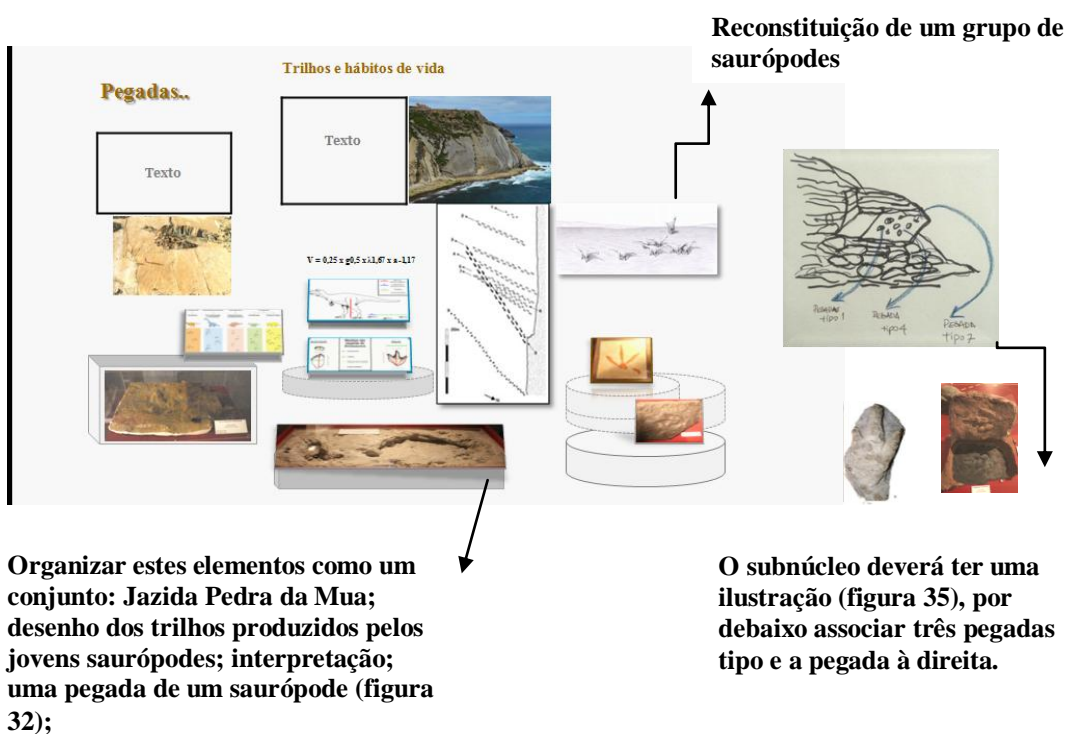 Reconstituição de um grupo de
saurópodes
Trilhos e hábitos de vida
Pegadas..
Texto
Texto
V = 0,25 x g0,5 x λ1,67 x a-1,17
PEGADA
tipo 1
PEGADA
tipo 4
PEGADA
tipo 7
Organizar estes elementos como um
conjunto: Jazida Pedra da Mua;
desenho dos trilhos produzidos pelos
jovens saurópodes; interpretação;
uma pegada de um saurópode (figura
32);
O subnúcleo deverá ter uma
ilustração (figura 35), por
debaixo associar três pegadas
tipo e a pegada à direita.